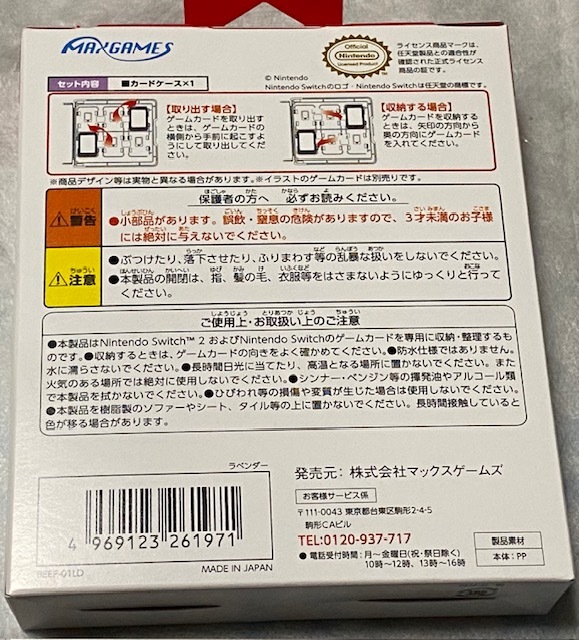 MAXGAMES
Official
Nintendo
Licensed Product
ライセンス商品マークは、
任天堂製品との適合性が
確認された正式ライセンス
商品の証です。
セット内容 ■カードケース×1
© Nintendo
Nintendo Switchのロゴ・Nintendo Switchは任天堂の商標です。
【取り出す場合】
ゲームカードを取り出す
ときは、ゲームカードの
横側から手前に起こすよ
うにして取り出してくだ
さい。
【収納する場合】
ゲームカードを収納する
ときは、矢印の方向から
奥の方向にゲームカード
を入れてください。
※商品デザイン等は実物と異なる場合があります。※イラストのゲームカードは別売りです。
保護者の方へ 必ずお読みください。
警告
●小部品があります。誤飲・窒息の危険がありますので、3才未満のお子様
には絶対に与えないでください。
注意
●ぶつけたり、落下させたり、ふりまわす等の乱暴な扱いをしないでください。
●本製品の開閉は、指、髪の毛、衣服等をはさまないようにゆっくりと行って
ください。
ご使用上・お取扱い上のご注意
●本製品はNintendo Switch™ 2 およびNintendo Switchのゲームカードを専用に収納・整理するも
のです。●収納するときは、ゲームカードの向きをよく確かめてください。●防水仕様ではありません。
水に濡らさないでください。●長時間日光に当てたり、高温となる場所に置かないでください。また
火気のある場所では絶対に使用しないでください。●シンナー・ベンジン等の揮発油やアルコール類
で本製品を拭かないでください。●ひびわれ等の損傷や変質が生じた場合は使用しないでください。
●本製品を樹脂製のソファーやシート、タイル等の上に置かないでください。長時間接触していると
色が移る場合があります。
ラベンダー
4 969123 261971
BEEF-01LD
MADE IN JAPAN
発売元: 株式会社マックスゲームズ
お客様サービス係
〒111-0043 東京都台東区駒形2-4-5
駒形CAビル
TEL:0120-937-717
●電話受付時間:月～金曜日(祝・祭日除く)
10時～12時、13時～16時
製品素材
本体:PP